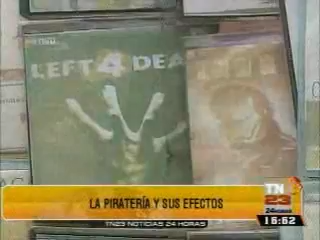 LEFT 4 DEA
LA PIRATERÍA Y SUS EFECTOS
TN
23
TN23 NOTICIAS 24 HORAS
16:52